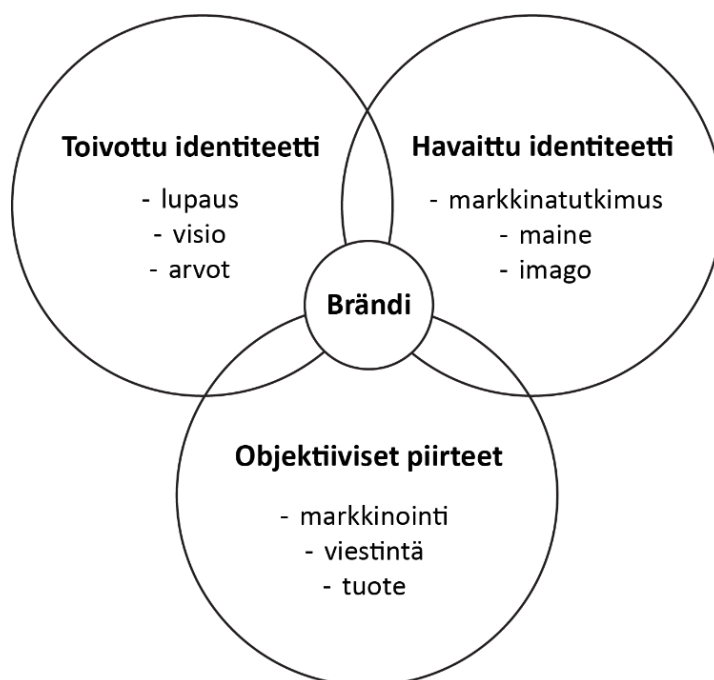 Toivottu identiteetti
- lupaus
- visio
- arvot
Havaittu identiteetti
- markkinatutkimus
- maine
- imago
Brändi
Objektiiviset piirteet
- markkinointi
- viestintä
- tuote